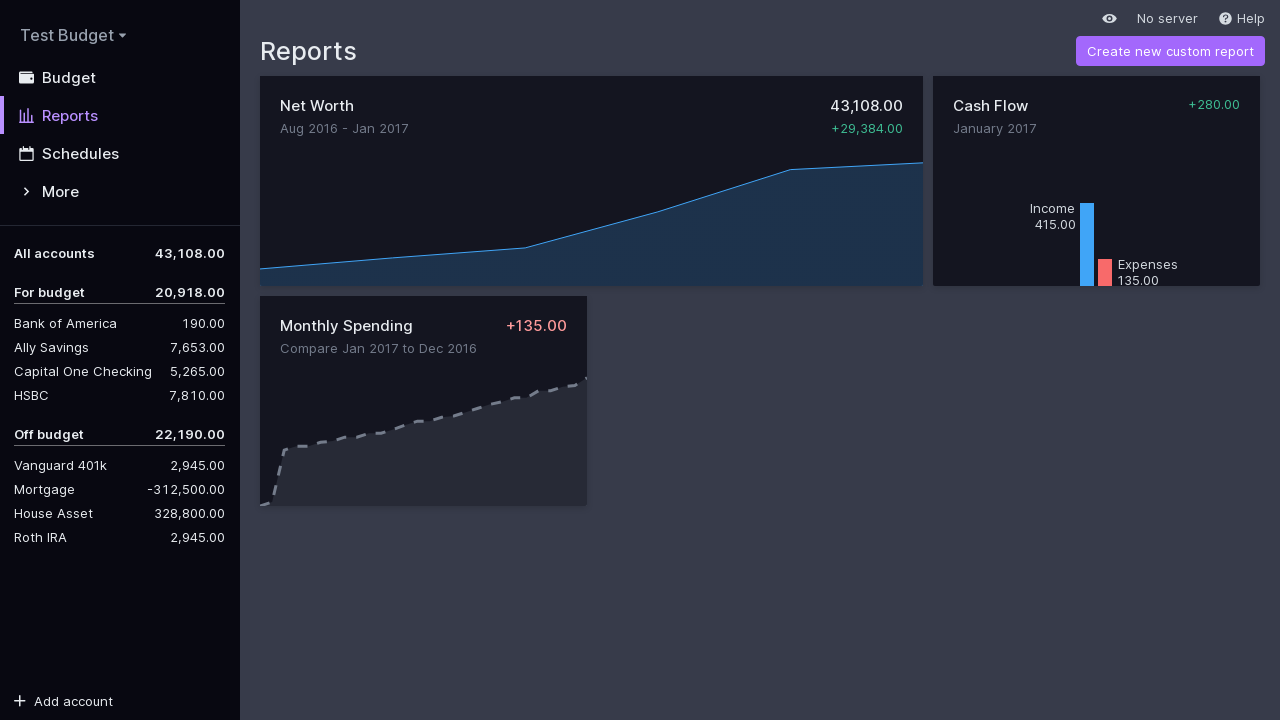 Test Budget
Budget
Reports
Schedules
More
All accounts 43,108.00
For budget 20,918.00
Bank of America 190.00
Ally Savings 7,653.00
Capital One Checking 5,265.00
HSBC 7,810.00
Off budget 22,190.00
Vanguard 401k 2,945.00
Mortgage -312,500.00
House Asset 328,800.00
Roth IRA 2,945.00
Add account
No server Help
Reports
Create new custom report
Net Worth 43,108.00
Aug 2016 - Jan 2017 +29,384.00
Cash Flow +280.00
January 2017
Income
415.00
Expenses
135.00
Monthly Spending +135.00
Compare Jan 2017 to Dec 2016